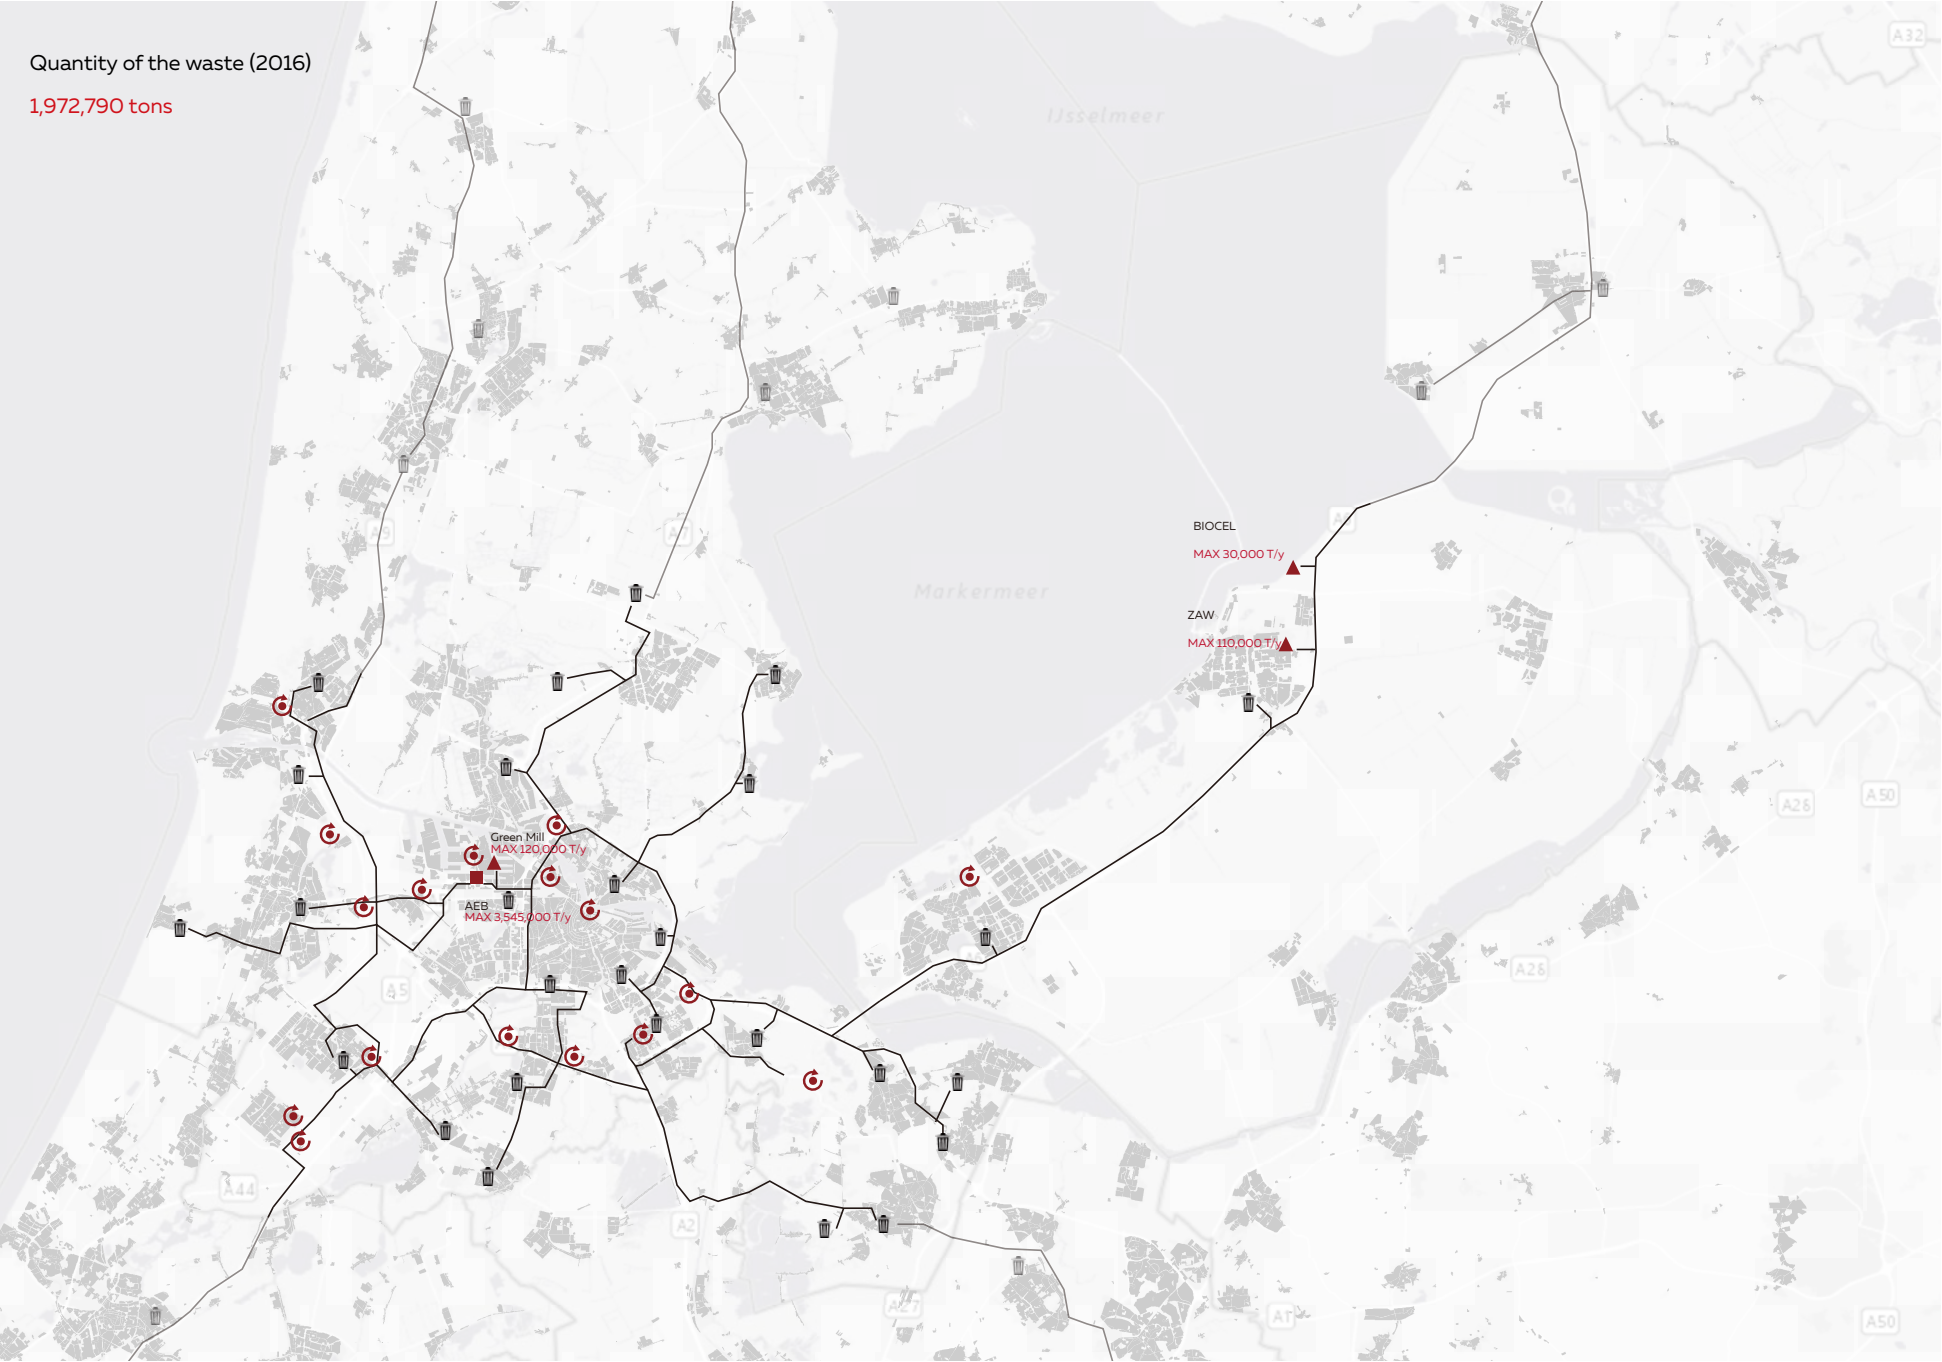 Quantity of the waste (2016)
1,972,790 tons
A32
IJsselmeer
A9
A7
A6
BIOCEL
MAX 30,000 T/y
Markermeer
ZAW
MAX 110,000 T/y
A28
A50
Green Mill
MAX 120,000 T/y
AEB
MAX 3,545,000 T/y
A5
A28
A44
A2
A27
A1
A50